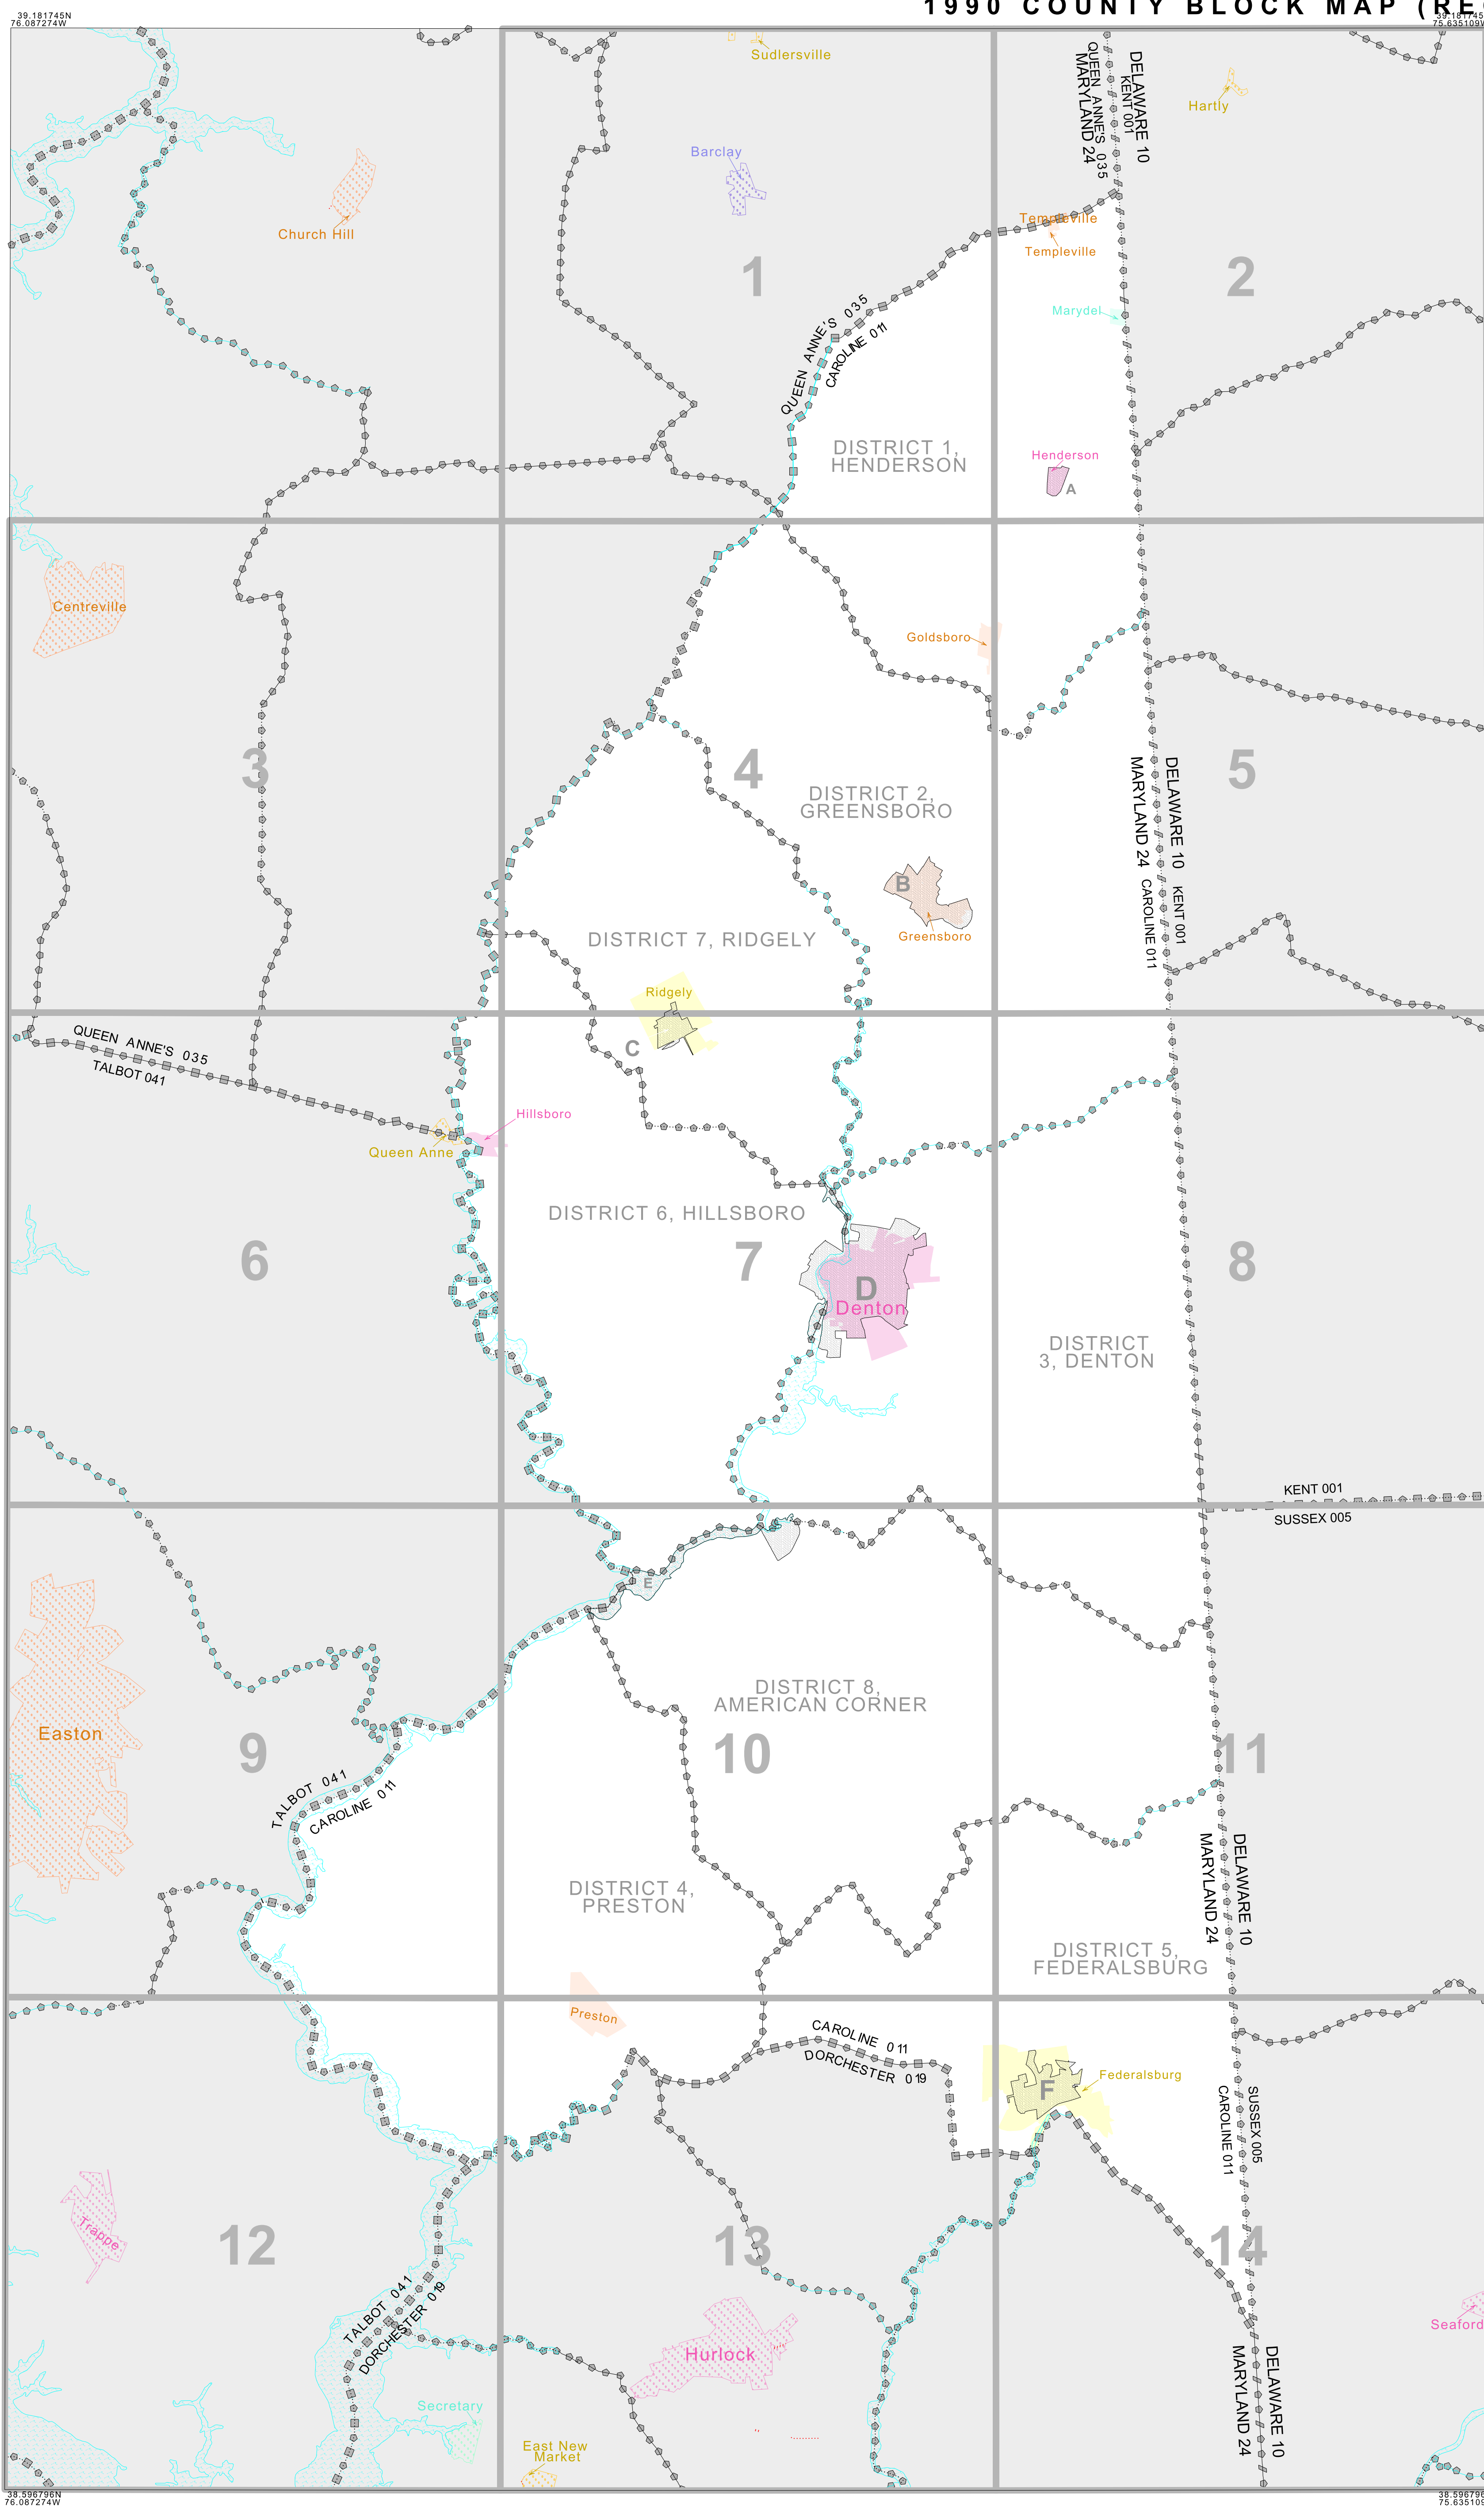 1990 COUNTY BLOCK MAP (REC
39.181745N
76.087274W
39.181745
75.635109W
Sudlersville
Hartly
DELAWARE 10
KENT 001
QUEEN ANNE'S 035
MARYLAND 24
Barclay
Church Hill
Templeville
Templeville
1
2
Marydel
QUEEN ANNE'S 035
CAROLINE 011
DISTRICT 1,
HENDERSON
Henderson
A
Centreville
Goldsboro
3
4
5
DISTRICT 2,
GREENSBORO
DELAWARE 10
MARYLAND 24
KENT 001
CAROLINE 011
B
Greensboro
DISTRICT 7, RIDGELY
Ridgely
C
QUEEN ANNE'S 035
TALBOT 041
Hillsboro
Queen Anne
DISTRICT 6, HILLSBORO
6
7
8
D
Denton
DISTRICT
3, DENTON
KENT 001
SUSSEX 005
E
DISTRICT 8,
AMERICAN CORNER
Easton
9
10
11
TALBOT 041
CAROLINE 011
DELAWARE 10
MARYLAND 24
DISTRICT 4,
PRESTON
DISTRICT 5,
FEDERALSBURG
Preston
CAROLINE 011
DORCHESTER 019
Federalsburg
F
SUSSEX 005
CAROLINE 011
Trappe
12
13
14
TALBOT 041
DORCHESTER 019
Seaford
Hurlock
DELAWARE 10
MARYLAND 24
Secretary
East New
Market
38.596796N
76.087274W
38.596796
75.635109